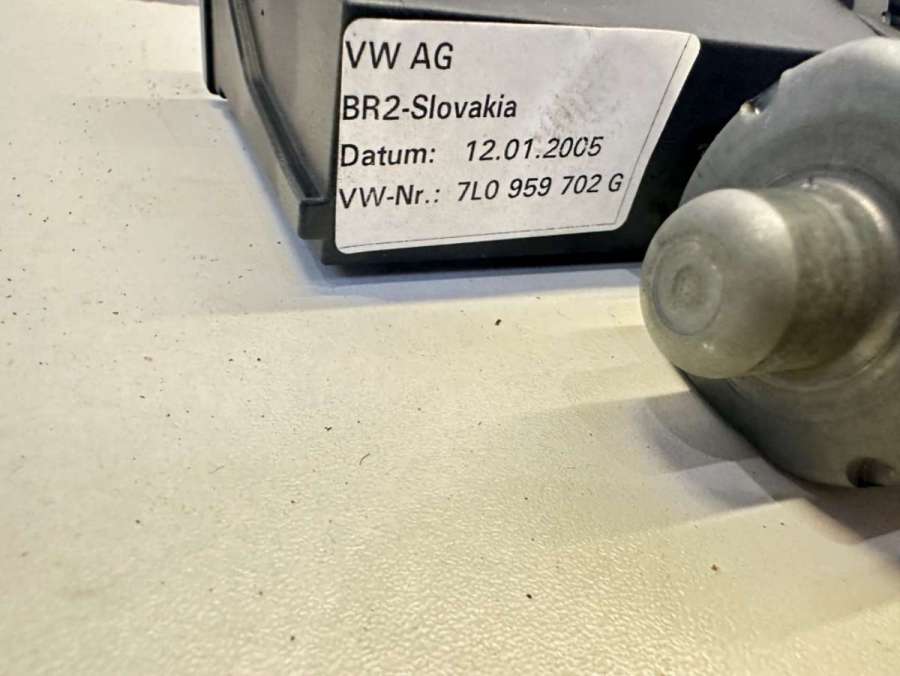 VW AG
BR2-Slovakia
Datum: 12.01.2005
VW-Nr.: 7L0 959 702 G